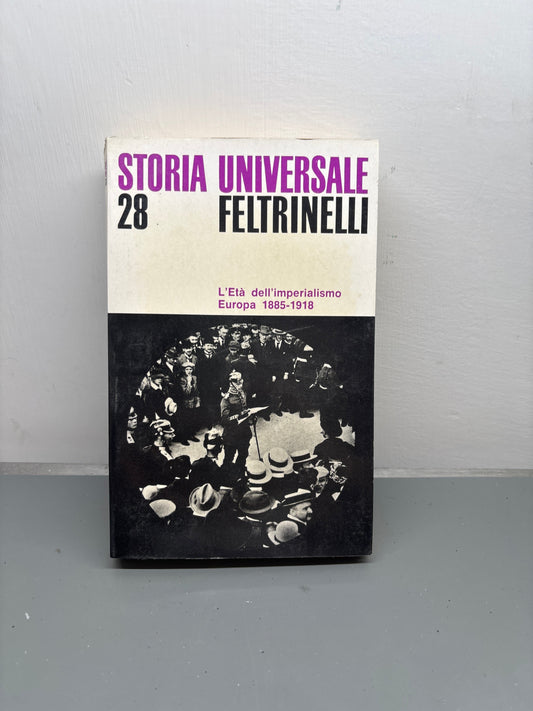 STORIA UNIVERSALE
28 FELTRINELLI
L'Età dell'imperialismo
Europa 1885-1918